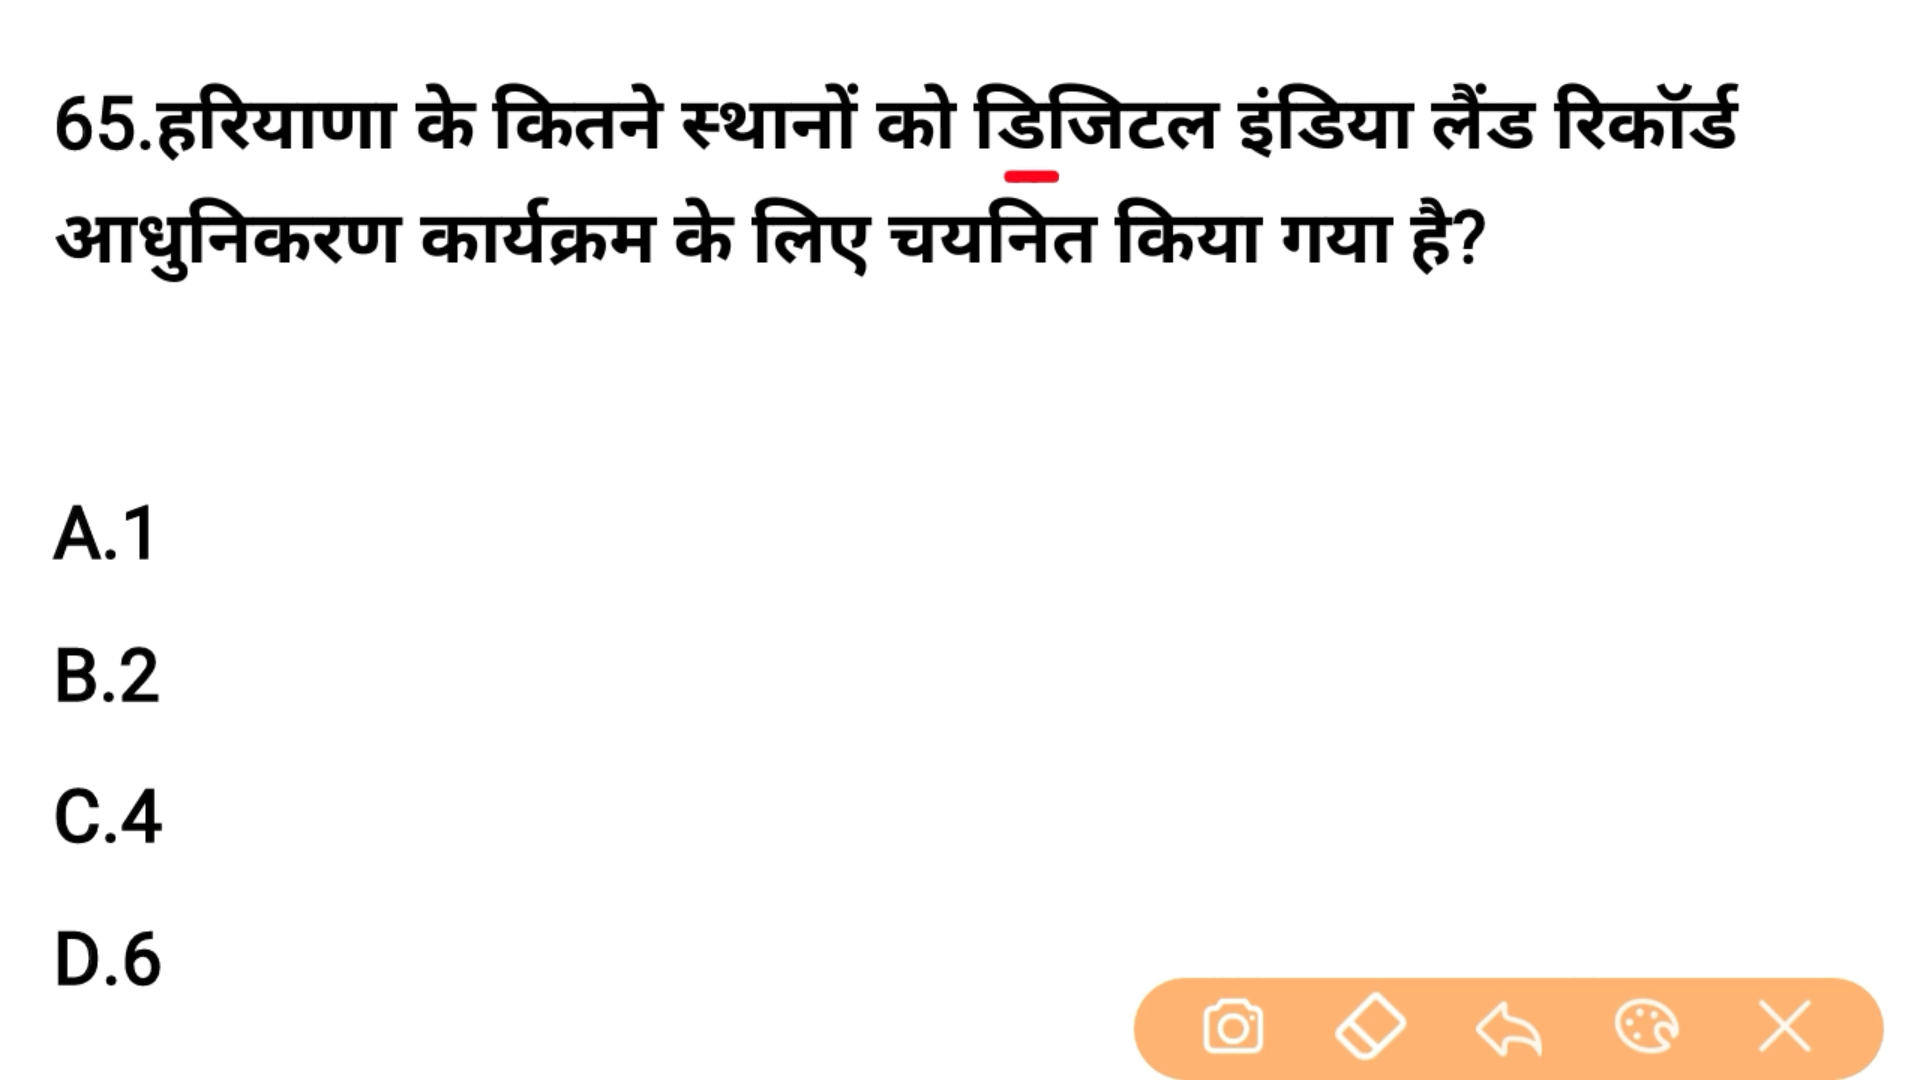 65.हरियाणा के कितने स्थानों को डिजिटल इंडिया लैंड रिकॉर्ड
आधुनिकरण कार्यक्रम के लिए चयनित किया गया है?
A.1
B.2
C.4
D.6